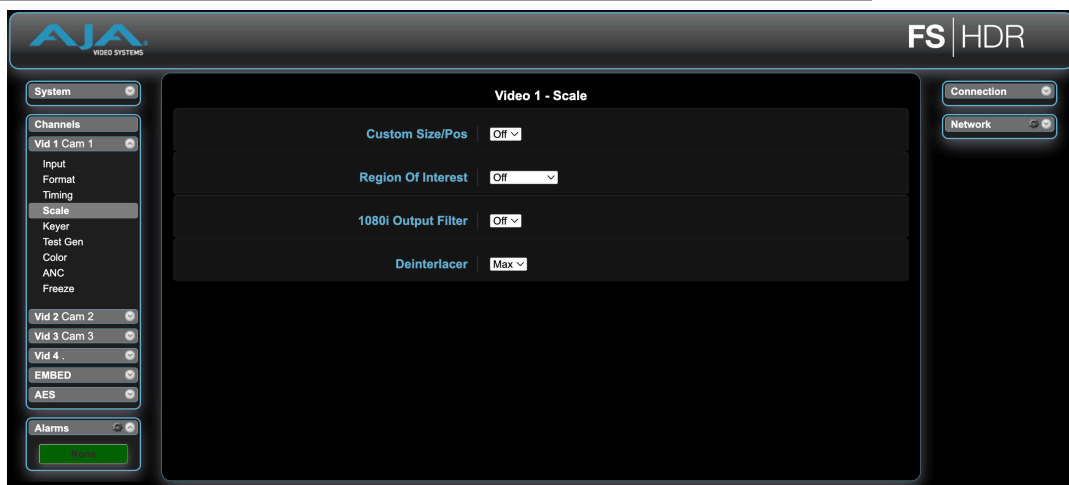 AJA
VIDEO SYSTEMS
FS HDR
System
Channels
Vid 1 Cam 1
Input
Format
Timing
Scale
Keyer
Test Gen
Color
ANC
Freeze
Vid 2 Cam 2
Vid 3 Cam 3
Vid 4 .
EMBED
AES
Alarms
None
Video 1 - Scale
Custom Size/Pos Off
Region Of Interest Off
1080i Output Filter Off
Deinterlacer Max
Connection
Network